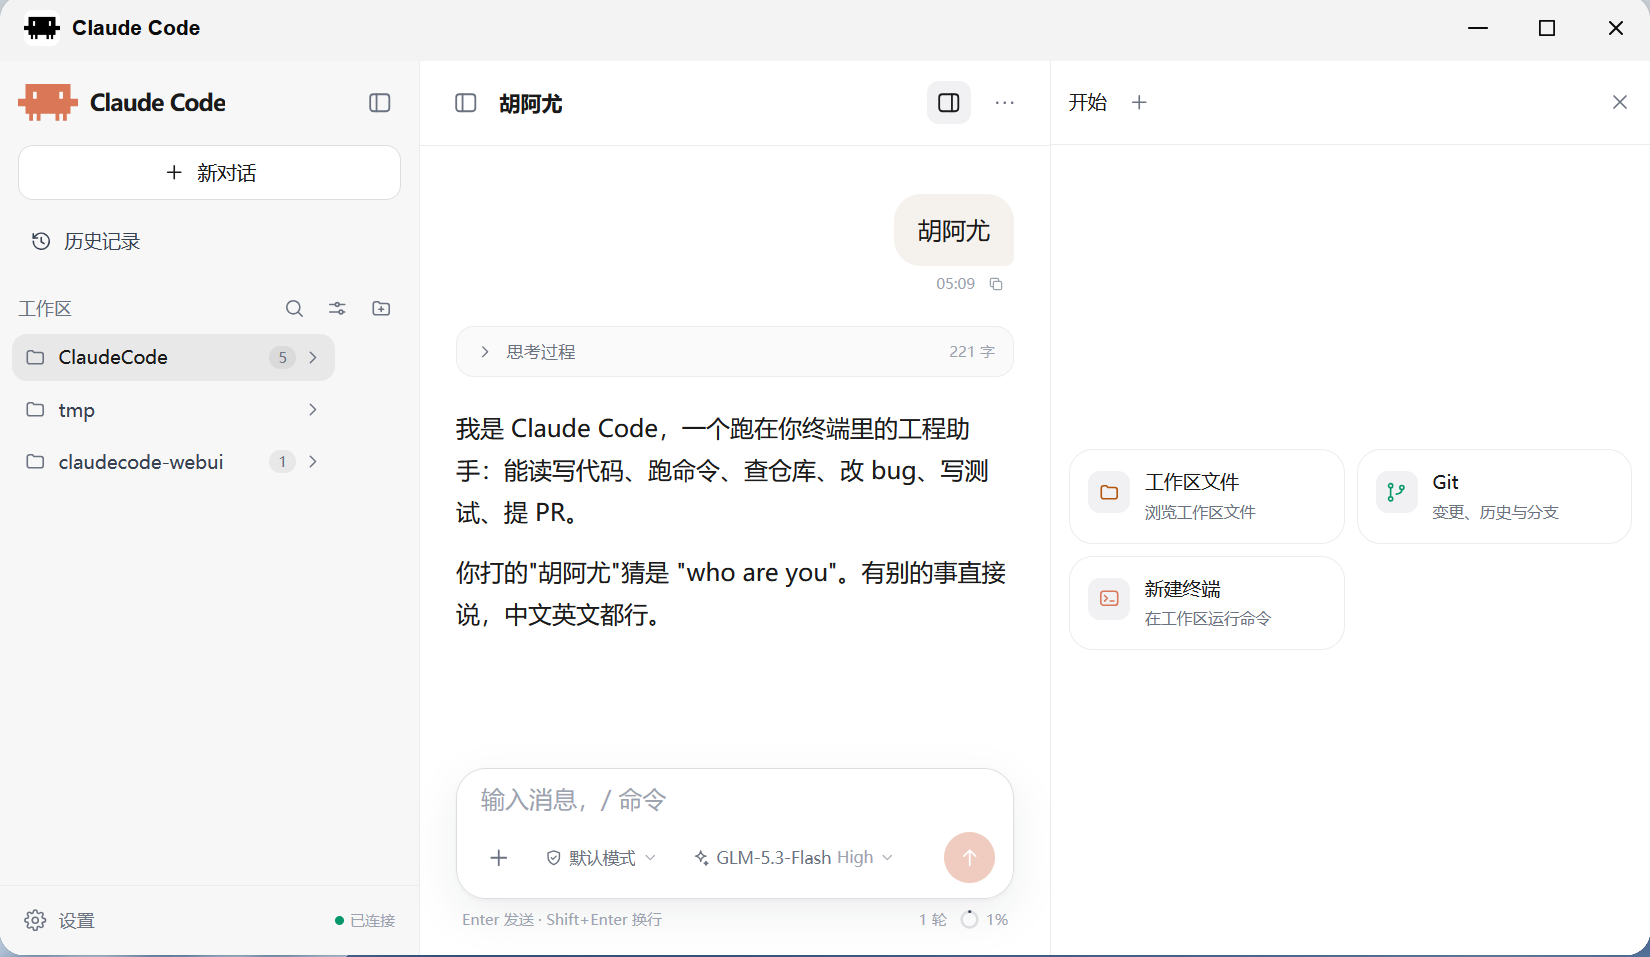 Claude Code
Claude Code
新对话
历史记录
工作区
ClaudeCode 5
tmp
claudecode-webui 1
设置
已连接
胡阿尤
胡阿尤
05:09
思考过程
221 字
我是 Claude Code，一个跑在你终端里的工程助
手：能读写代码、跑命令、查仓库、改 bug、写测
试、提 PR。
你打的"胡阿尤"猜是 "who are you"。有别的事直接
说，中文英文都行。
输入消息，/ 命令
默认模式
GLM-5.3-Flash High
Enter 发送 · Shift+Enter 换行
1 轮
1%
开始
工作区文件
浏览工作区文件
Git
变更、历史与分支
新建终端
在工作区运行命令